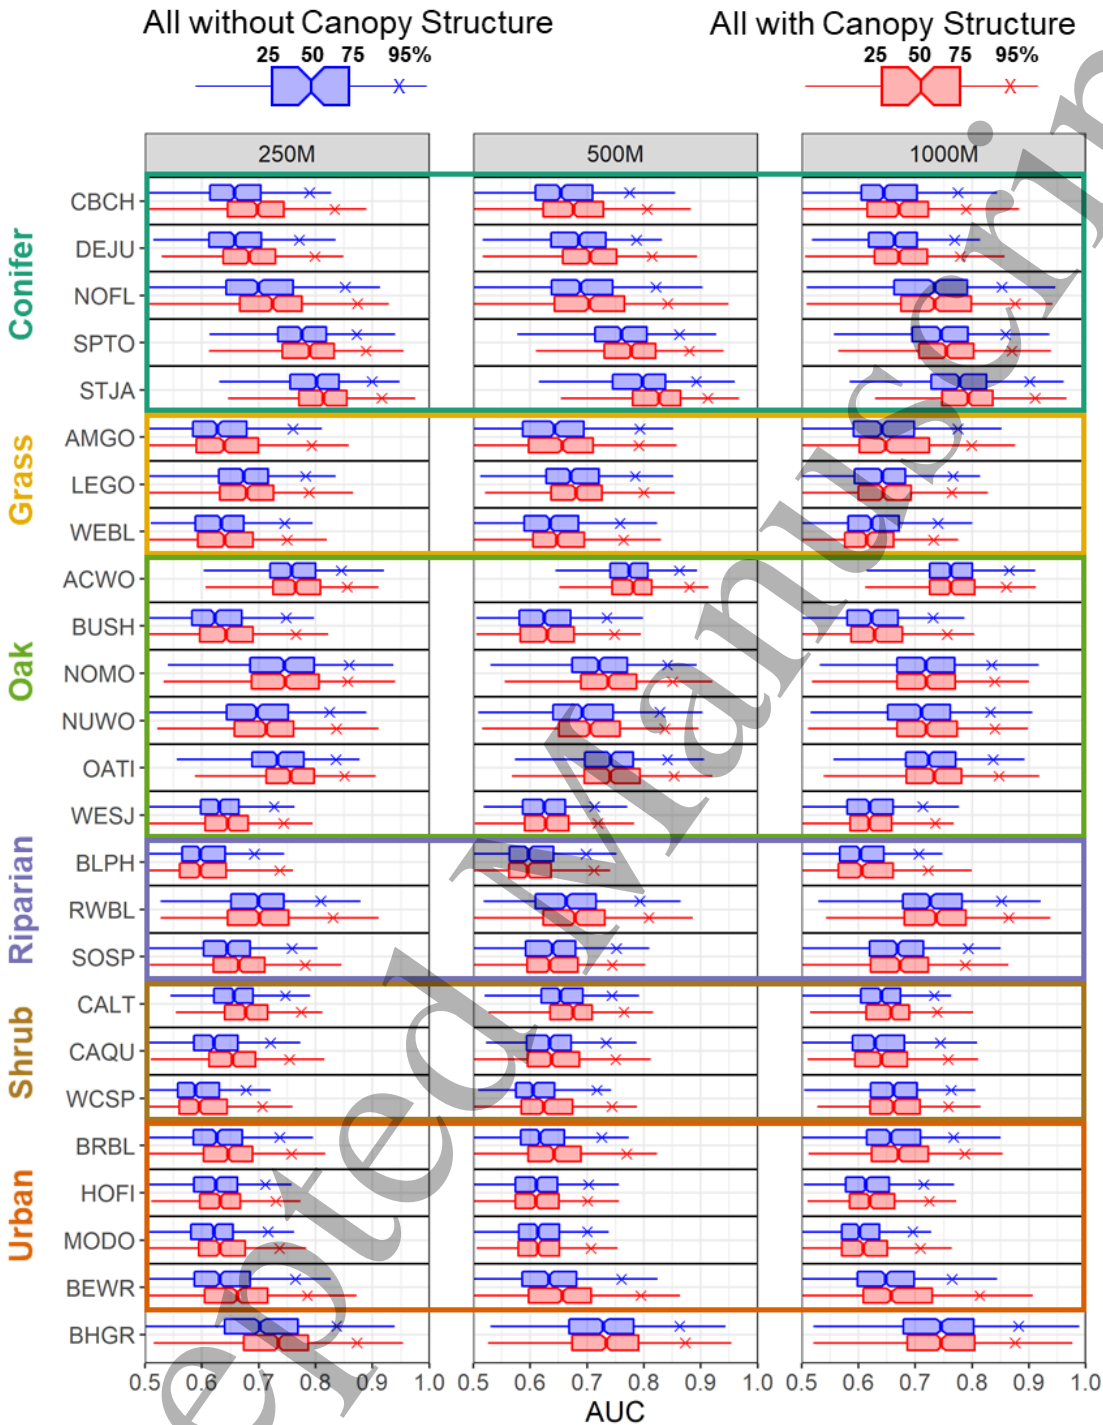 All without Canopy Structure
All with Canopy Structure
25 50 75 95%
25 50 75 95%
250M
500M
1000M
Conifer
CBCH
DEJU
NOFL
SPTO
STJA
Grass
AMGO
LEGO
WEBL
Oak
ACWO
BUSH
NOMO
NUWO
OATI
WESJ
Riparian
BLPH
RWBL
SOSP
Shrub
CALT
CAQU
WCSP
Urban
BRBL
HOFI
MODO
BEWR
BHGR
0.5 0.6 0.7 0.8 0.9 1.0
0.5 0.6 0.7 0.8 0.9 1.0
0.5 0.6 0.7 0.8 0.9 1.0
AUC
epted Manuscrip